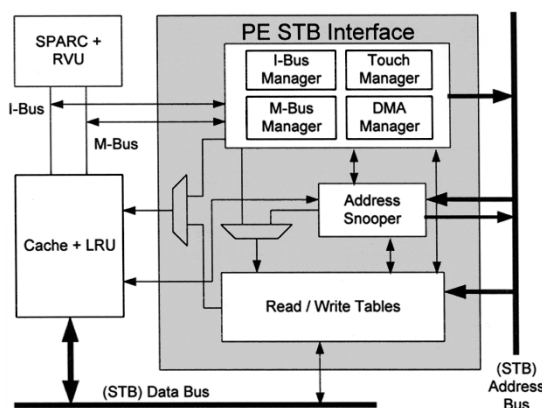 PE STB Interface
SPARC +
RVU
I-Bus
Manager
Touch
Manager
M-Bus
Manager
DMA
Manager
I-Bus
M-Bus
Cache + LRU
Address
Snooper
Read / Write Tables
(STB) Data Bus
(STB)
Address
Bus